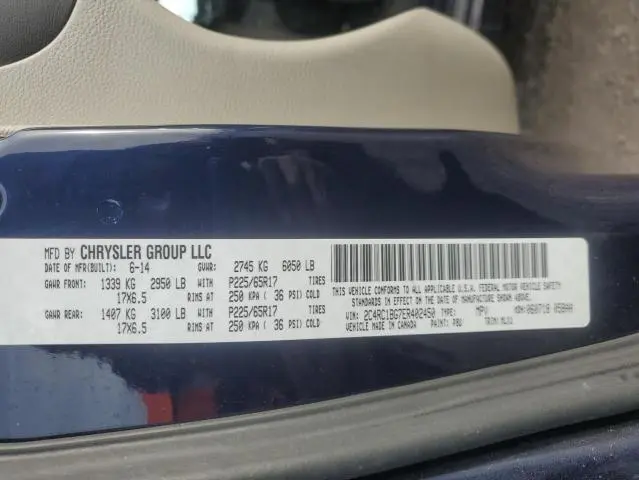 MFD BY CHRYSLER GROUP LLC
DATE OF MFR(BUILT): 6-14 GVWR: 2745 KG 6050 LB
GAWR FRONT: 1339 KG 2950 LB WITH P225/65R17 TIRES
17X6.5 RIMS AT 250 KPA ( 36 PSI) COLD
GAWR REAR: 1407 KG 3100 LB WITH P225/65R17 TIRES
17X6.5 RIMS AT 250 KPA ( 36 PSI) COLD
THIS VEHICLE CONFORMS TO ALL APPLICABLE U.S.A. FEDERAL MOTOR VEHICLE SAFETY
STANDARDS IN EFFECT ON THE DATE OF MANUFACTURE SHOWN ABOVE.
VIN: 2C4RC1BG7ER402450 TYPE: MPV MDH: 060718 055BAA
MADE IN CANADA PAINT: PBU TRIM: